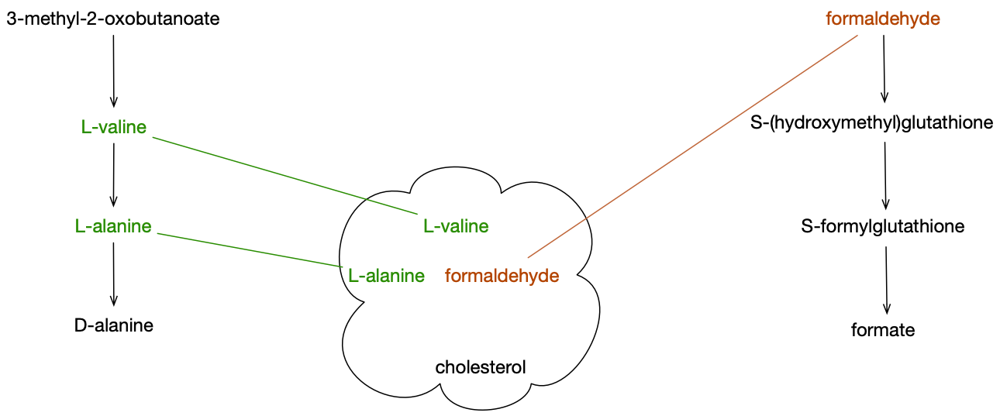 3-methyl-2-oxobutanoate
L-valine
L-alanine
D-alanine
L-valine
L-alanine
formaldehyde
cholesterol
formaldehyde
S-(hydroxymethyl)glutathione
S-formylglutathione
formate